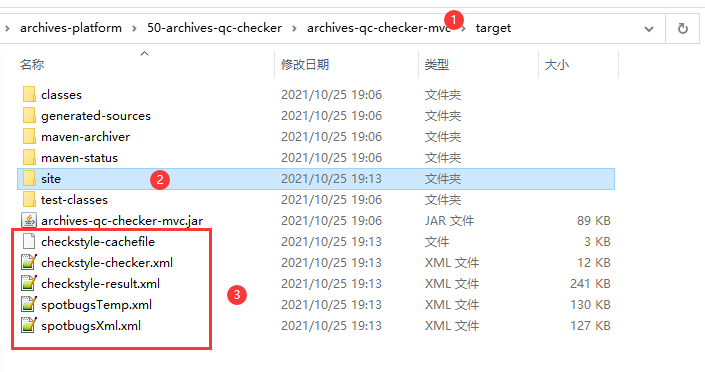 archives-platform > 50-archives-qc-checker > archives-qc-checker-mvc > target
1
名称 修改日期 类型 大小
classes 2021/10/25 19:06 文件夹
generated-sources 2021/10/25 19:06 文件夹
maven-archiver 2021/10/25 19:06 文件夹
maven-status 2021/10/25 19:06 文件夹
site 2 2021/10/25 19:13 文件夹
test-classes 2021/10/25 19:06 文件夹
archives-qc-checker-mvc.jar 2021/10/25 19:06 JAR 文件 89 KB
checkstyle-cachefile 2021/10/25 19:13 文件 3 KB
checkstyle-checker.xml 2021/10/25 19:13 XML 文件 12 KB
checkstyle-result.xml 2021/10/25 19:13 XML 文件 241 KB
3
spotbugsTemp.xml 2021/10/25 19:13 XML 文件 130 KB
spotbugsXml.xml 2021/10/25 19:13 XML 文件 127 KB